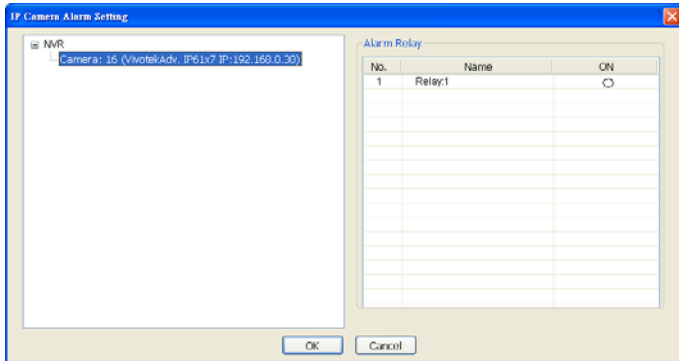 IP Camera Alarm Setting
NVR
Camera: 16 (VivotekAdv. IP61x7 IP:192.168.0.30)
Alarm Relay
No. Name ON
1 Relay:1
OK Cancel